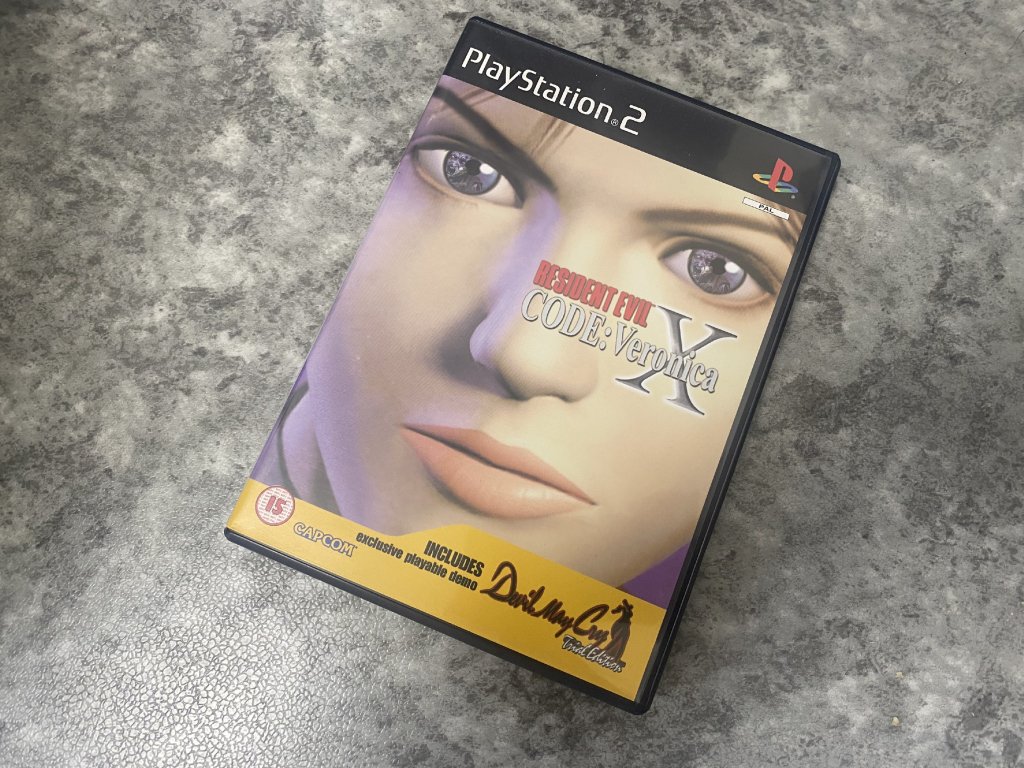 PlayStation®2
PAL
RESIDENT EVIL
CODE: Veronica X
15
CAPCOM
INCLUDES
exclusive playable demo
Devil May Cry
Trial Edition